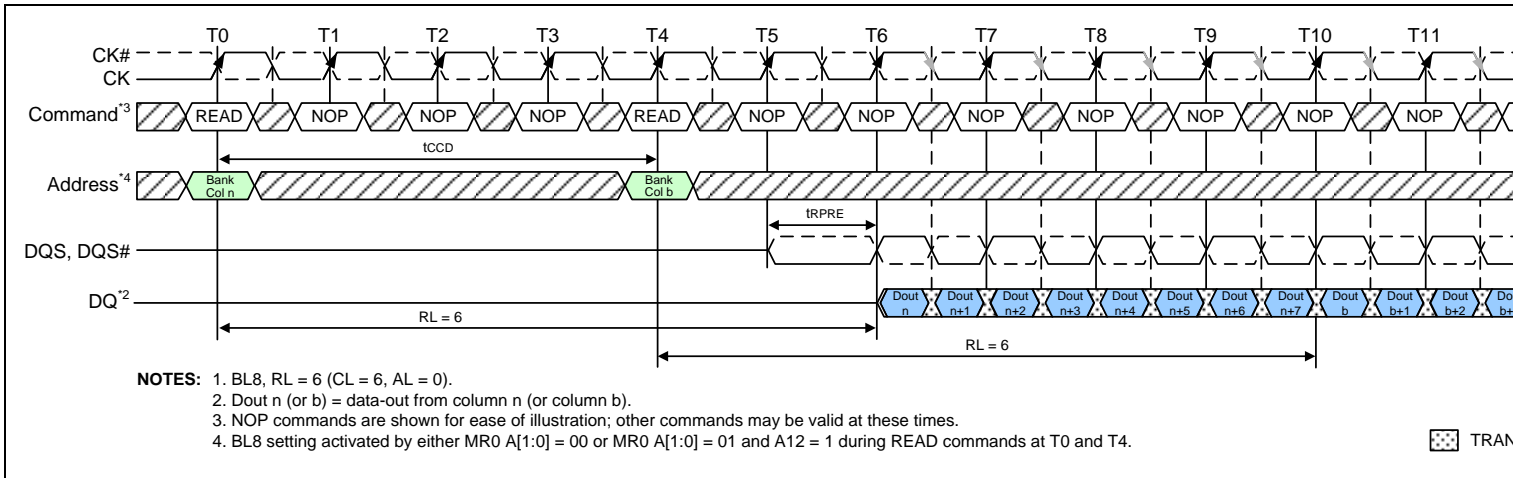 T0 T1 T2 T3 T4 T5 T6 T7 T8 T9 T10 T11
CK#
CK
Command*3 READ NOP NOP NOP READ NOP NOP NOP NOP NOP NOP NOP
tCCD
Address*4 Bank Col n Bank Col b
tRPRE
DQS, DQS#
DQ*2 Dout n Dout n+1 Dout n+2 Dout n+3 Dout n+4 Dout n+5 Dout n+6 Dout n+7 Dout b Dout b+1 Dout b+2
RL = 6
RL = 6
NOTES: 1. BL8, RL = 6 (CL = 6, AL = 0).
2. Dout n (or b) = data-out from column n (or column b).
3. NOP commands are shown for ease of illustration; other commands may be valid at these times.
4. BL8 setting activated by either MR0 A[1:0] = 00 or MR0 A[1:0] = 01 and A12 = 1 during READ commands at T0 and T4.
TRAN